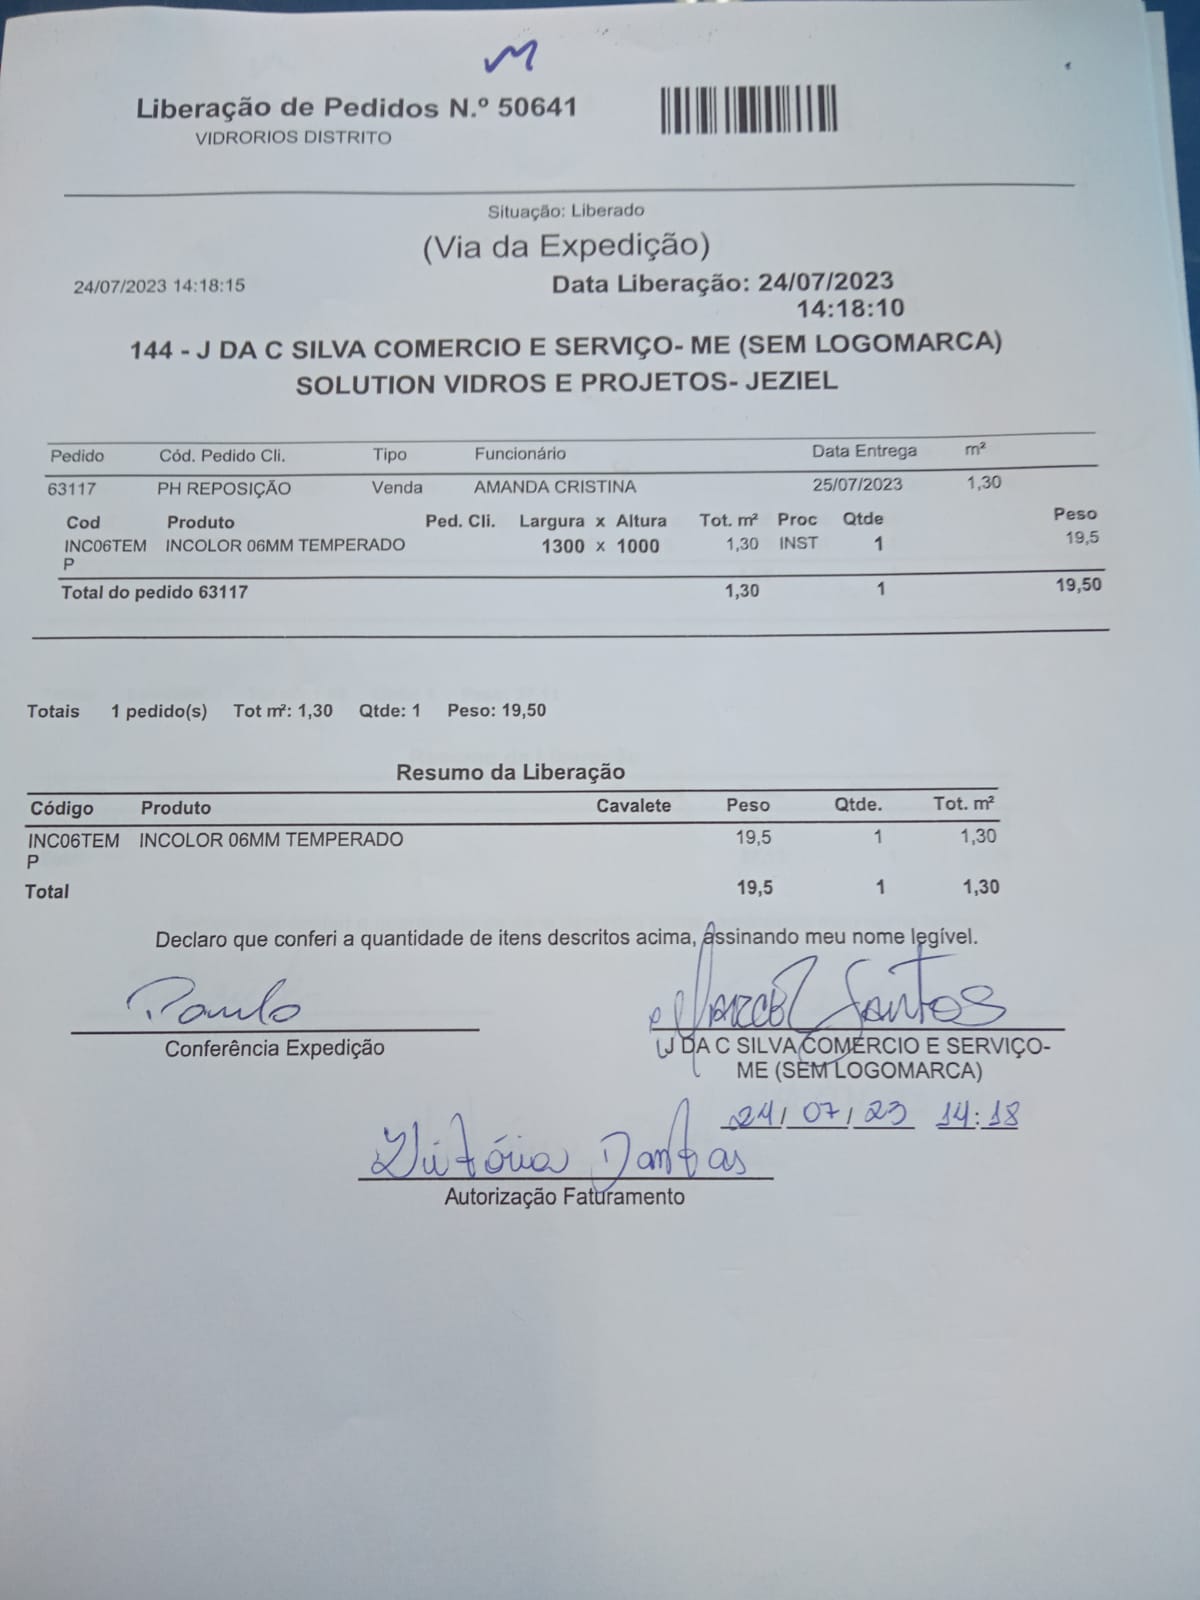 Liberação de Pedidos N.º 50641
VIDRORIOS DISTRITO
Situação: Liberado
(Via da Expedição)
24/07/2023 14:18:15
Data Liberação: 24/07/2023
14:18:10
144 - J DA C SILVA COMERCIO E SERVIÇO- ME (SEM LOGOMARCA)
SOLUTION VIDROS E PROJETOS- JEZIEL
Pedido Cód. Pedido Cli. Tipo Funcionário Data Entrega m²
63117 PH REPOSIÇÃO Venda AMANDA CRISTINA 25/07/2023 1,30
Cod Produto Ped. Cli. Largura x Altura Tot. m² Proc Qtde Peso
INC06TEM INCOLOR 06MM TEMPERADO 1300 x 1000 1,30 INST 1 19,5
P
Total do pedido 63117 1,30 1 19,50
Totais 1 pedido(s) Tot m²: 1,30 Qtde: 1 Peso: 19,50
Resumo da Liberação
Código Produto Cavalete Peso Qtde. Tot. m²
INC06TEM INCOLOR 06MM TEMPERADO 19,5 1 1,30
P
Total 19,5 1 1,30
Declaro que conferi a quantidade de itens descritos acima, assinando meu nome legível.
Paulo
Santos
Conferência Expedição
J DA C SILVA COMERCIO E SERVIÇO-
ME (SEM LOGOMARCA)
24/07/23 14:18
Vitória Dantas
Autorização Faturamento